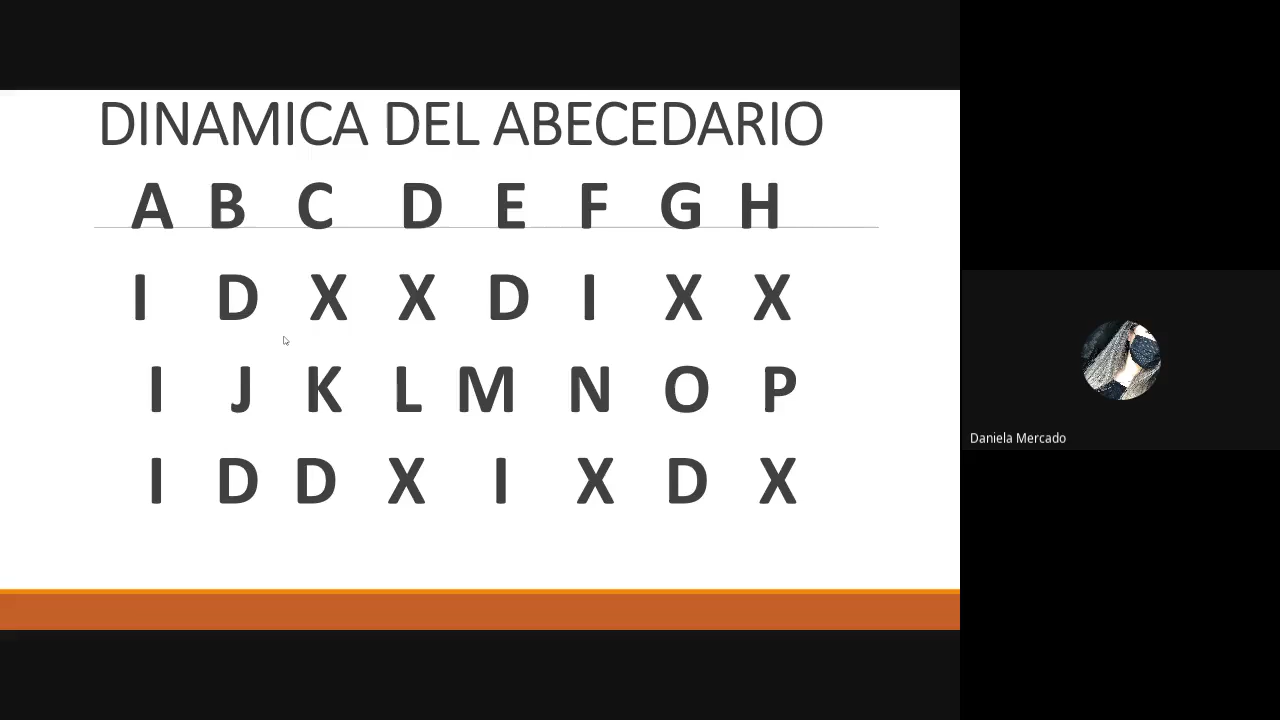 DINAMICA DEL ABECEDARIO
A B C D E F G H
I D X X D I X X
I J K L M N O P
I D D X I X D X
Daniela Mercado